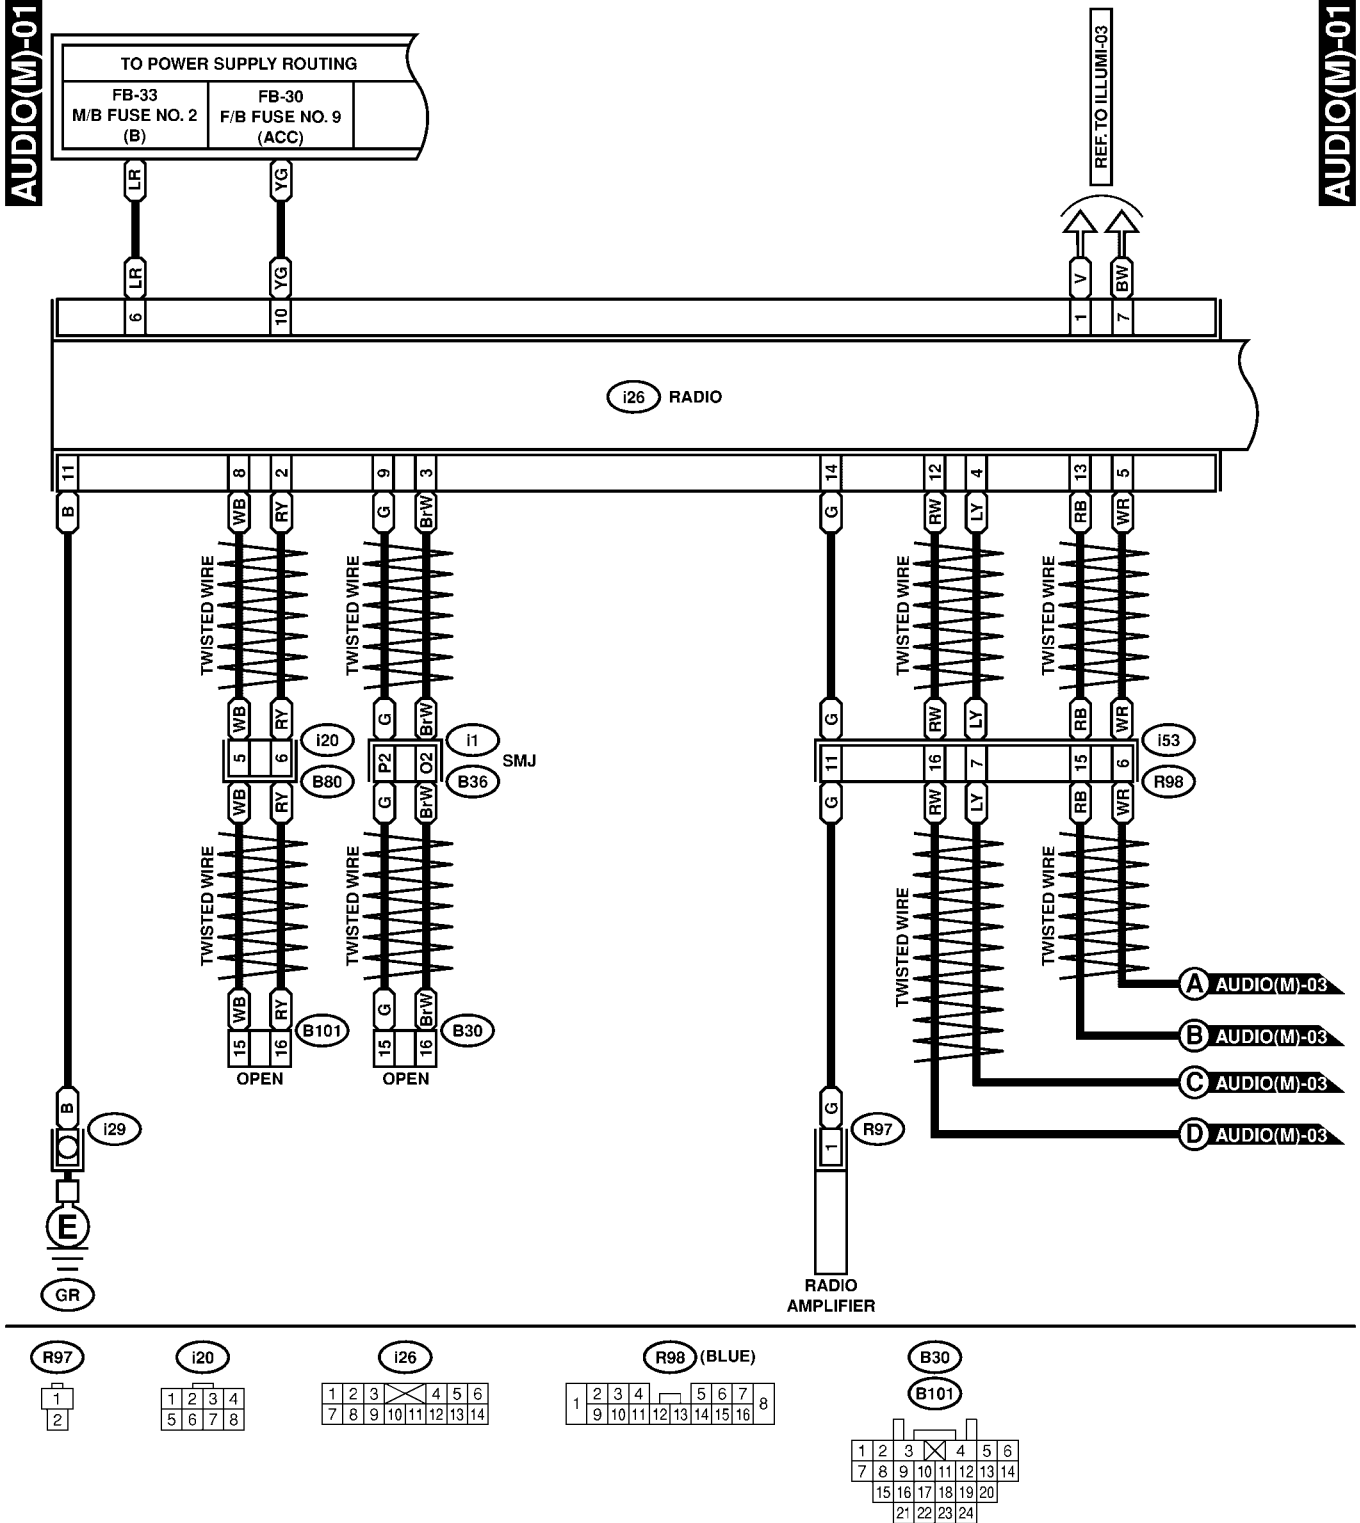 AUDIO(M)-01
AUDIO(M)-01
TO POWER SUPPLY ROUTING
FB-33
M/B FUSE NO. 2
(B)
FB-30
F/B FUSE NO. 9
(ACC)
REF. TO ILLUMI-03
LR YG
LR YG V BW
6 10 1 7
i26 RADIO
11 8 2 9 3 14 12 4 13 5
B WB RY G BrW G RW LY RB WR
TWISTED WIRE TWISTED WIRE TWISTED WIRE TWISTED WIRE
WB RY G BrW G RW LY RB WR
i20 i1 i53
5 6 P2 O2 SMJ 11 16 7 15 6
B80 B36 R98
WB RY G BrW G RW LY RB WR
TWISTED WIRE TWISTED WIRE TWISTED WIRE TWISTED WIRE
A AUDIO(M)-03
WB RY G BrW
B101 B30
15 16 15 16
B AUDIO(M)-03
OPEN OPEN
C AUDIO(M)-03
B G
i29 R97
1
D AUDIO(M)-03
E
GR
RADIO
AMPLIFIER
R97 i20 i26 R98 (BLUE) B30
B101
1
2
1 2 3 4
5 6 7 8
1 2 3 4 5 6
7 8 9 10 11 12 13 14
1 2 3 4 5 6 7 8
9 10 11 12 13 14 15 16
1 2 3 4 5 6
7 8 9 10 11 12 13 14
15 16 17 18 19 20
21 22 23 24